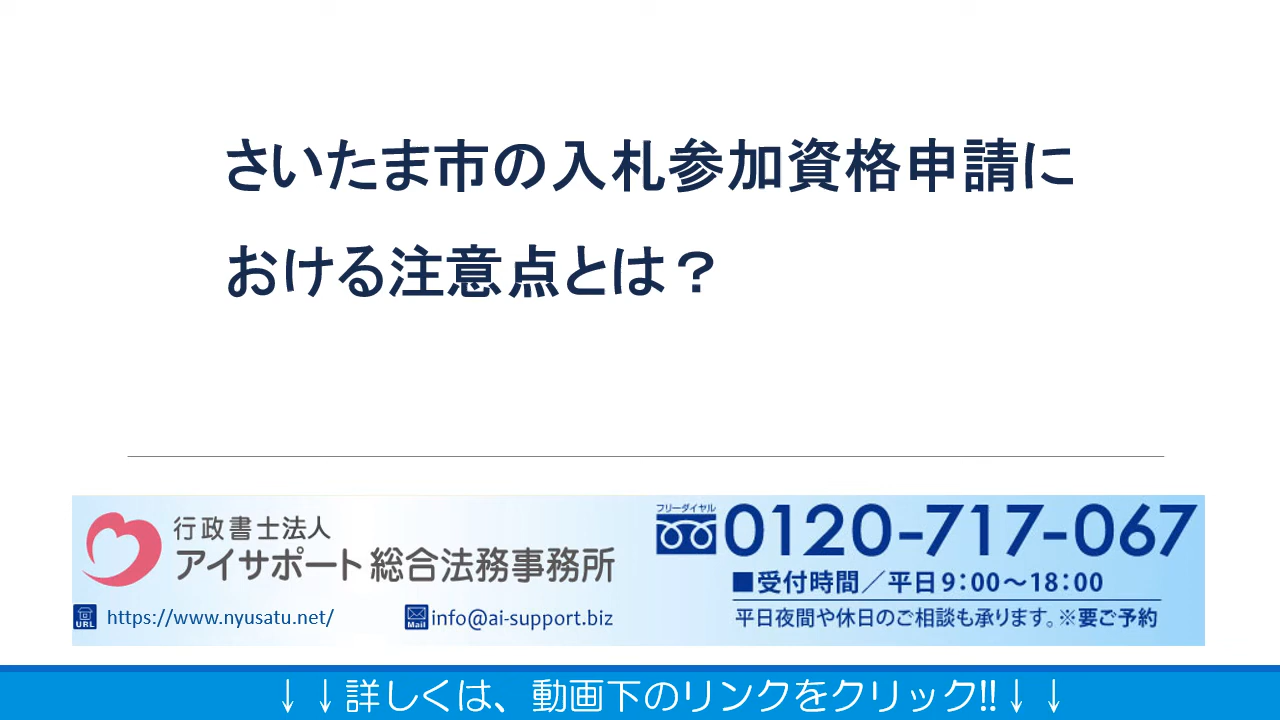 さいたま市の入札参加資格申請に
おける注意点とは？
行政書士法人
アイサポート 総合法務事務所
URL https://www.nyusatu.net/
Mail info@ai-support.biz
フリーダイヤル
0120-717-067
■受付時間／平日9：00～18：00
平日夜間や休日のご相談も承ります。※要ご予約
↓↓詳しくは、動画下のリンクをクリック!!↓↓